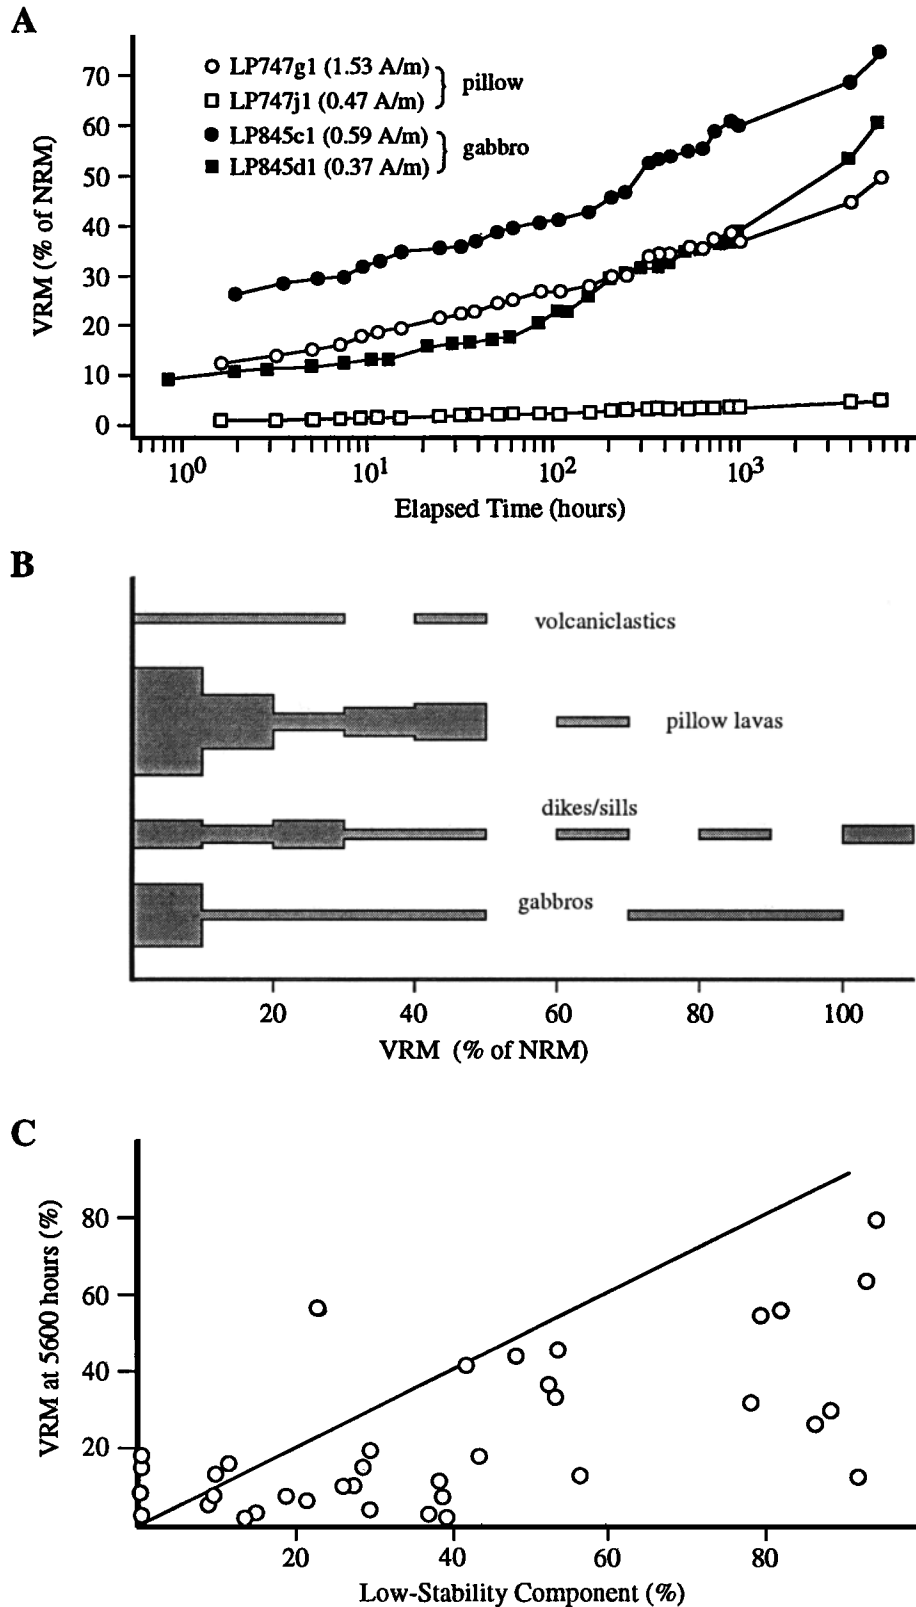 A
VRM (% of NRM)
70
60
50
40
30
20
10
0
LP747g1 (1.53 A/m)
LP747j1 (0.47 A/m)
pillow
LP845c1 (0.59 A/m)
LP845d1 (0.37 A/m)
gabbro
10⁰ 10¹ 10² 10³
Elapsed Time (hours)
B
volcaniclastics
pillow lavas
dikes/sills
gabbros
20 40 60 80 100
VRM (% of NRM)
C
VRM at 5600 hours (%)
80
60
40
20
20 40 60 80
Low-Stability Component (%)